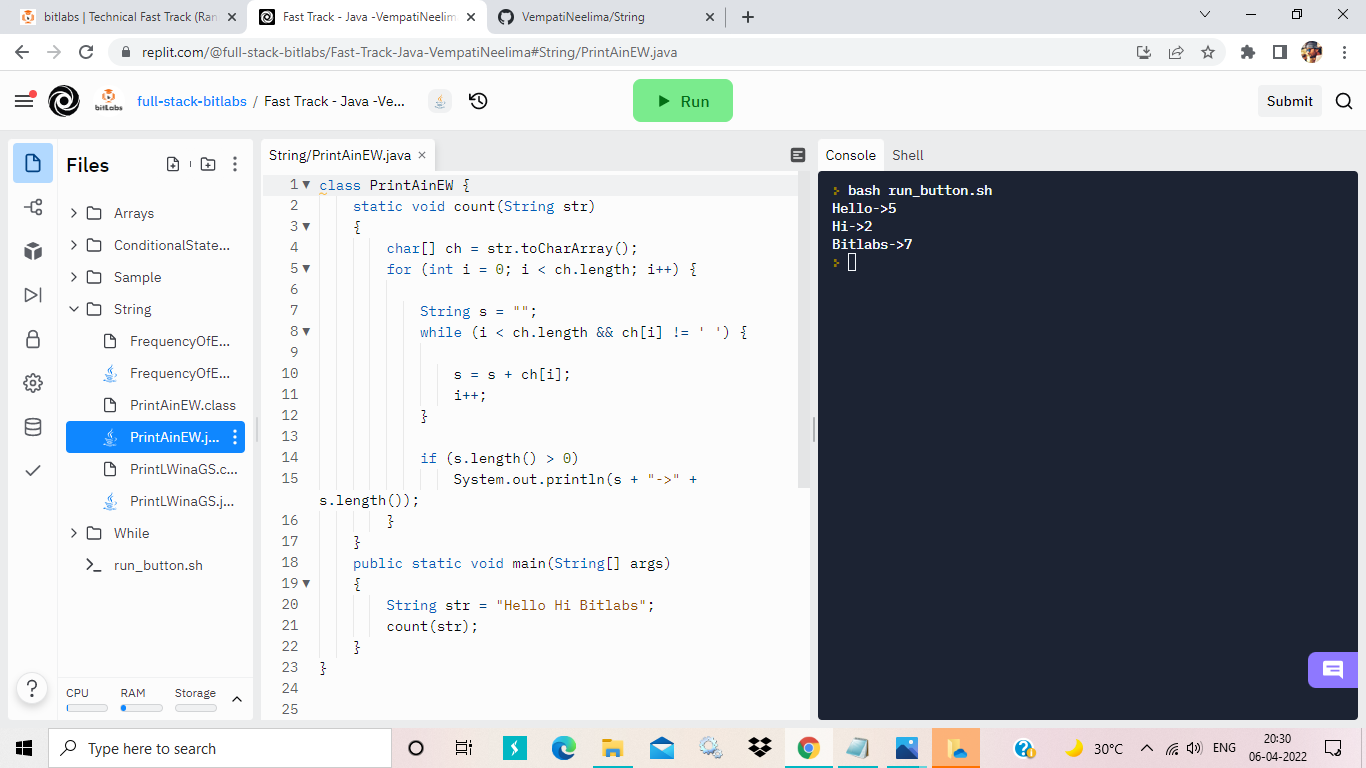 bitlabs | Technical Fast Track (Ran
Fast Track - Java -VempatiNeelim
VempatiNeelima/String
replit.com/@full-stack-bitlabs/Fast-Track-Java-VempatiNeelima#String/PrintAinEW.java
bitLabs
full-stack-bitlabs / Fast Track - Java -Ve...
Run
Submit
Files
Arrays
ConditionalState...
Sample
String
FrequencyOfE...
FrequencyOfE...
PrintAinEW.class
PrintAinEW.j...
PrintLWinaGS.c...
PrintLWinaGS.j...
While
run_button.sh
CPU RAM Storage
String/PrintAinEW.java
1 class PrintAinEW {
2 static void count(String str)
3 {
4 char[] ch = str.toCharArray();
5 for (int i = 0; i < ch.length; i++) {
6
7 String s = "";
8 while (i < ch.length && ch[i] != ' ') {
9
10 s = s + ch[i];
11 i++;
12 }
13
14 if (s.length() > 0)
15 System.out.println(s + "->" +
s.length());
16 }
17 }
18 public static void main(String[] args)
19 {
20 String str = "Hello Hi Bitlabs";
21 count(str);
22 }
23 }
24
25
Console Shell
bash run_button.sh
Hello->5
Hi->2
Bitlabs->7
Type here to search
30°C
ENG
20:30
06-04-2022